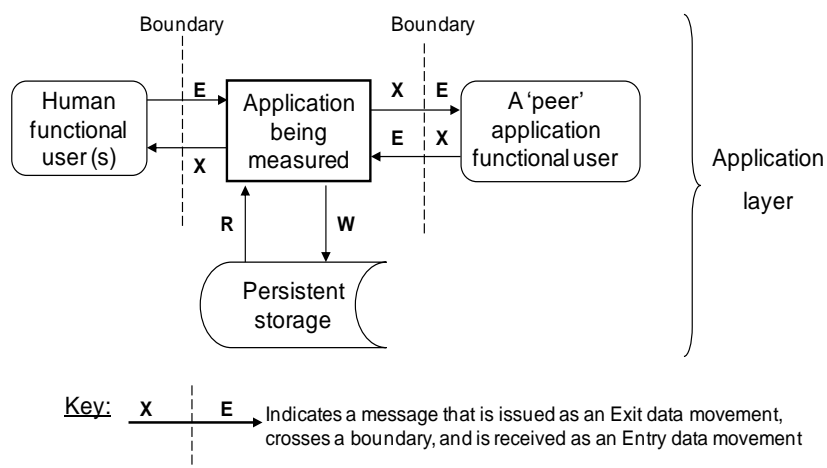 Boundary
Boundary
Human
functional
user (s)
E
X
Application
being
measured
X
E
E
X
A ‘peer’
application
functional user
Application
layer
R
W
Persistent
storage
Key:
X
E
Indicates a message that is issued as an Exit data movement,
crosses a boundary, and is received as an Entry data movement